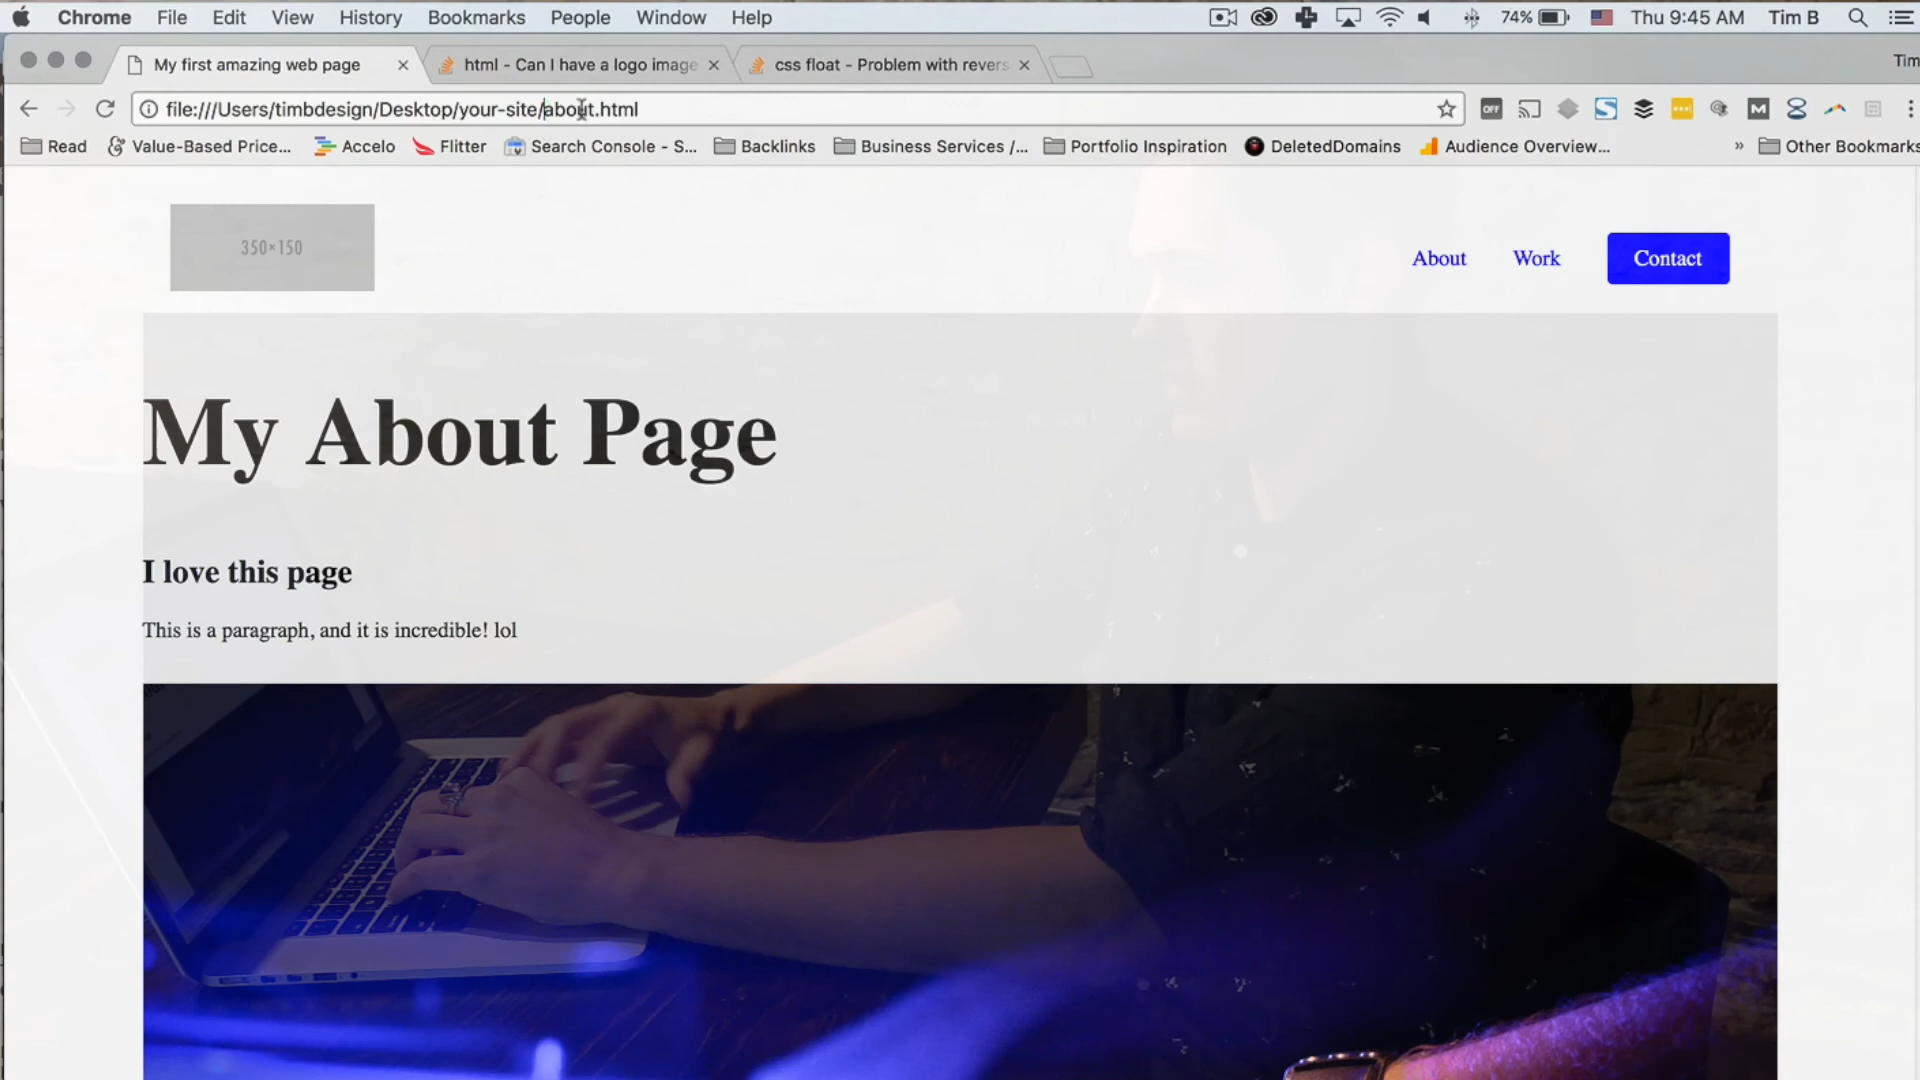 Chrome File Edit View History Bookmarks People Window Help 74% Thu 9:45 AM Tim B
My first amazing web page html - Can I have a logo image css float - Problem with revers Tim
file:///Users/timbdesign/Desktop/your-site/about.html OFF S M
Read Value-Based Price... Accelo Flitter Search Console - S... Backlinks Business Services /... Portfolio Inspiration DeletedDomains Audience Overview... » Other Bookmarks
350×150
About Work Contact
My About Page
I love this page
This is a paragraph, and it is incredible! lol